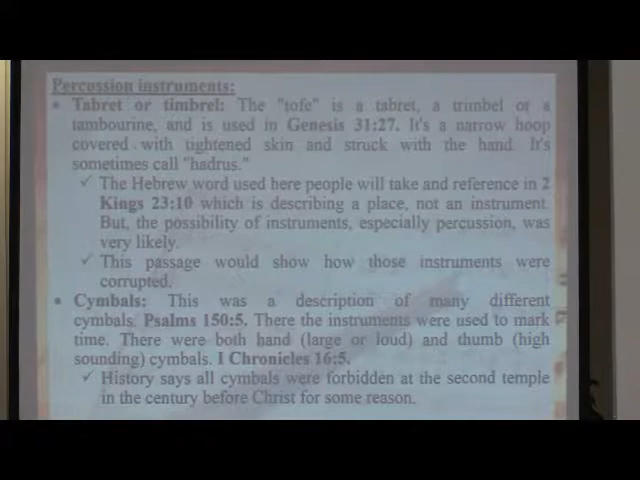 Percussion instruments:
• Tabret or timbrel: The "tofe" is a tabret, a trimbel or a
tambourine, and is used in Genesis 31:27. It's a narrow hoop
covered with tightened skin and struck with the hand. It's
sometimes call "hadrus."
✓ The Hebrew word used here people will take and reference in 2
Kings 23:10 which is describing a place, not an instrument.
But, the possibility of instruments, especially percussion, was
very likely.
✓ This passage would show how those instruments were
corrupted.
• Cymbals: This was a description of many different
cymbals. Psalms 150:5. There the instruments were used to mark
time. There were both hand (large or loud) and thumb (high
sounding) cymbals. I Chronicles 16:5.
✓ History says all cymbals were forbidden at the second temple
in the century before Christ for some reason.